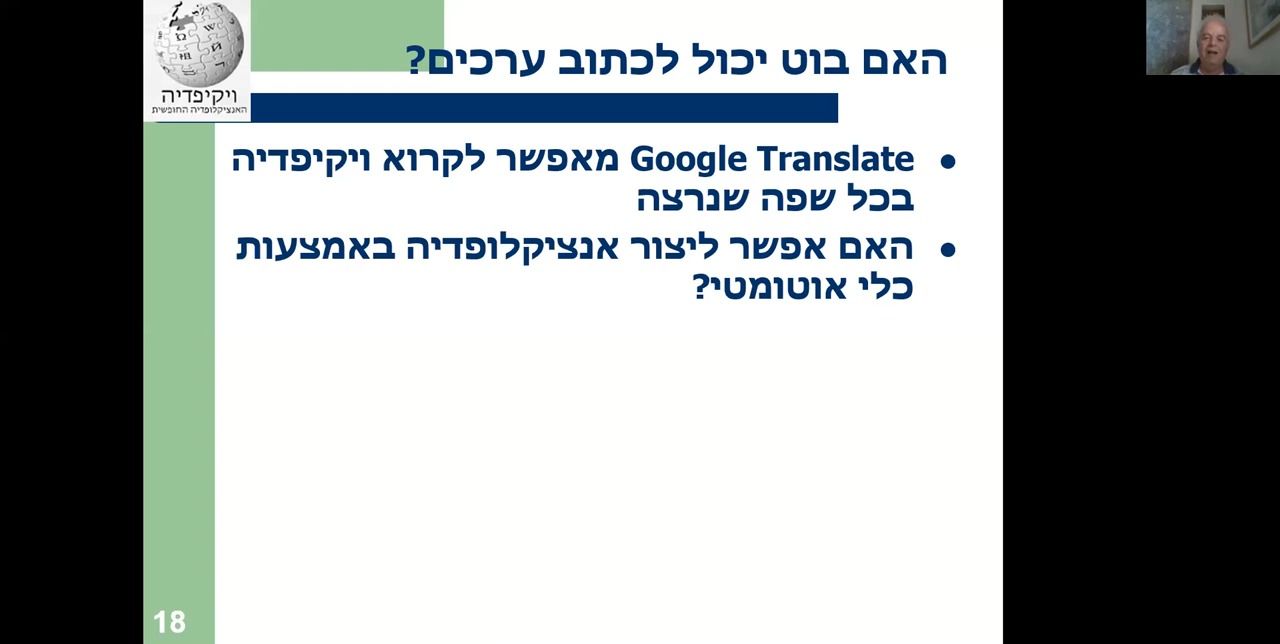 ויקיפדיה
האנציקלופדיה החופשית
האם בוט יכול לכתוב ערכים?
● Google Translate מאפשר לקרוא ויקיפדיה
בכל שפה שנרצה
● האם אפשר ליצור אנציקלופדיה באמצעות
כלי אוטומטי?
18